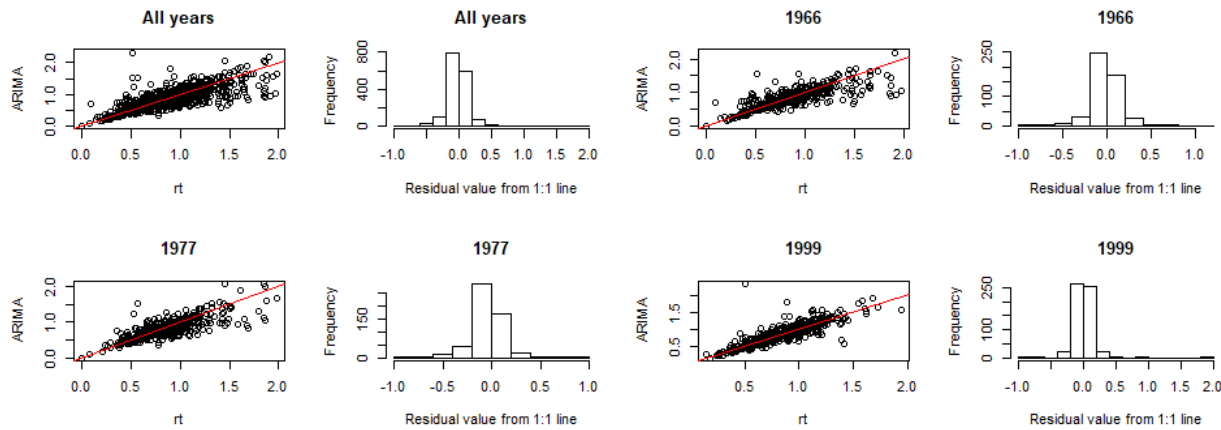 All years
ARIMA
0.0 1.0 2.0
0.0 0.5 1.0 1.5 2.0
rt
All years
Frequency
0 400 800
-1.0 0.0 1.0 2.0
Residual value from 1:1 line
1966
ARIMA
0.0 1.0 2.0
0.0 0.5 1.0 1.5 2.0
rt
1966
Frequency
0 100 250
-1.0 -0.5 0.0 0.5 1.0
Residual value from 1:1 line
1977
ARIMA
0.0 1.0 2.0
0.0 0.5 1.0 1.5 2.0
rt
1977
Frequency
0 150
-1.0 -0.5 0.0 0.5 1.0
Residual value from 1:1 line
1999
ARIMA
0.5 1.5
0.5 1.0 1.5 2.0
rt
1999
Frequency
0 100 250
-1.0 0.0 0.5 1.0 2.0
Residual value from 1:1 line